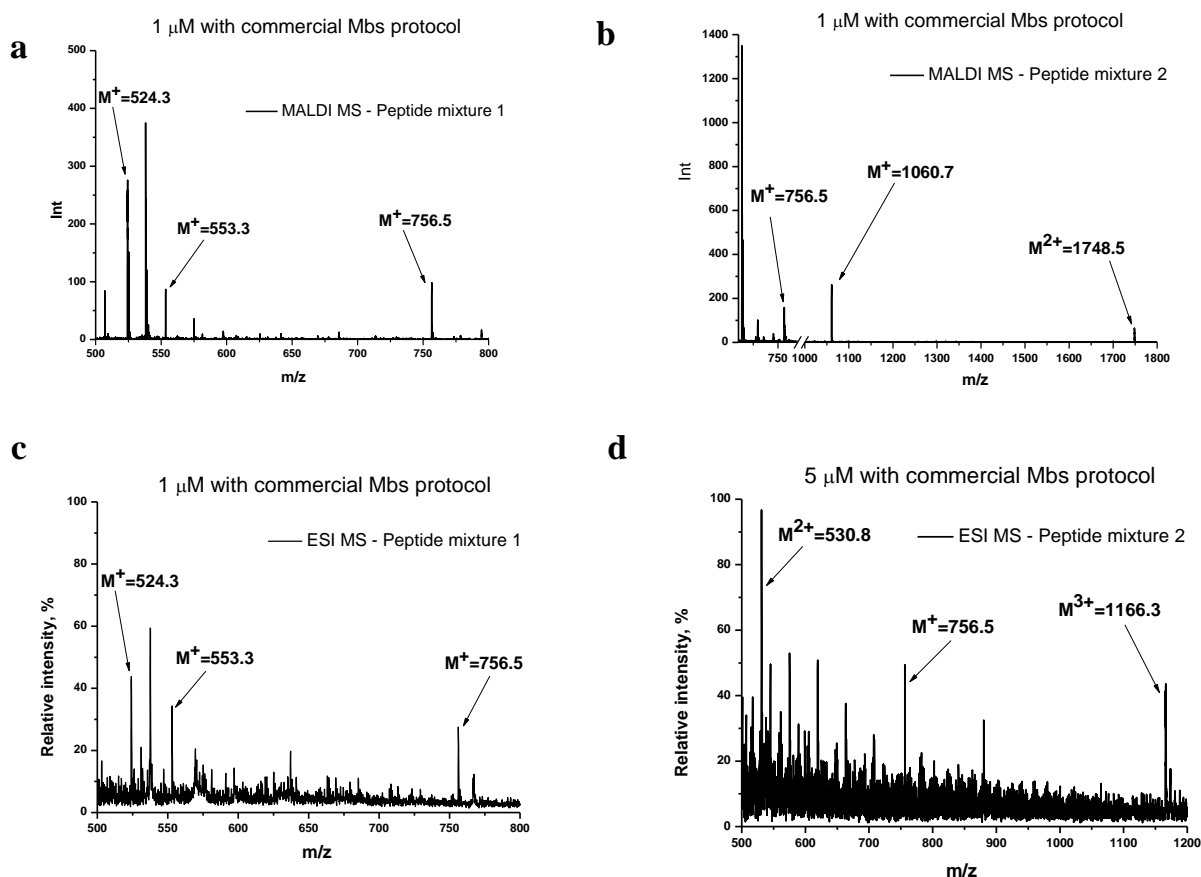 a
1 μM with commercial Mbs protocol
500
400
300
200
100
0
Int
M+=524.3
MALDI MS - Peptide mixture 1
M+=553.3
M+=756.5
500 550 600 650 700 750 800
m/z
b
1 μM with commercial Mbs protocol
1400
1200
1000
800
600
400
200
0
Int
MALDI MS - Peptide mixture 2
M+=1060.7
M+=756.5
M2+=1748.5
750 1000 1100 1200 1300 1400 1500 1600 1700 1800
m/z
c
1 μM with commercial Mbs protocol
100
80
60
40
20
0
Relative intensity, %
ESI MS - Peptide mixture 1
M+=524.3
M+=553.3
M+=756.5
500 550 600 650 700 750 800
m/z
d
5 μM with commercial Mbs protocol
100
80
60
40
20
0
Relative intensity, %
M2+=530.8
ESI MS - Peptide mixture 2
M+=756.5
M3+=1166.3
500 600 700 800 900 1000 1100 1200
m/z